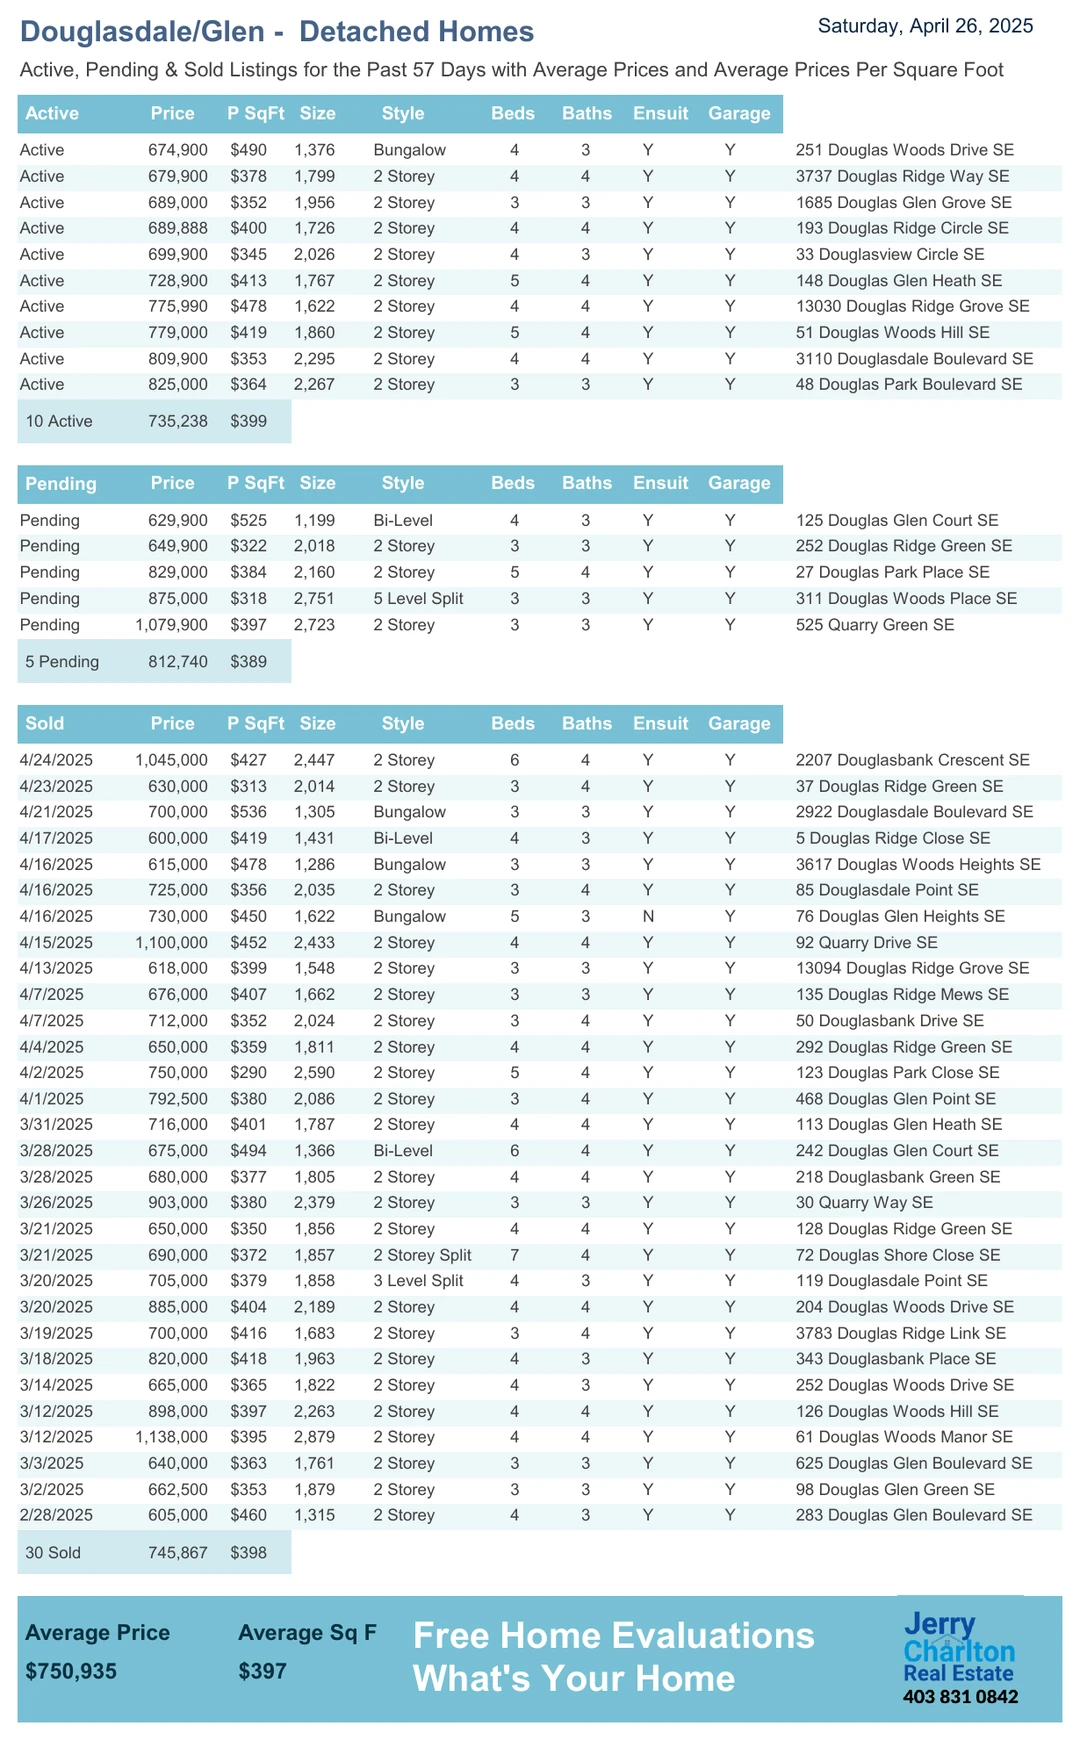 Douglasdale/Glen - Detached Homes
Saturday, April 26, 2025
Active, Pending & Sold Listings for the Past 57 Days with Average Prices and Average Prices Per Square Foot
Active Price P SqFt Size Style Beds Baths Ensuit Garage
Active 674,900 $490 1,376 Bungalow 4 3 Y Y 251 Douglas Woods Drive SE
Active 679,900 $378 1,799 2 Storey 4 4 Y Y 3737 Douglas Ridge Way SE
Active 689,000 $352 1,956 2 Storey 3 3 Y Y 1685 Douglas Glen Grove SE
Active 689,888 $400 1,726 2 Storey 4 4 Y Y 193 Douglas Ridge Circle SE
Active 699,900 $345 2,026 2 Storey 4 3 Y Y 33 Douglasview Circle SE
Active 728,900 $413 1,767 2 Storey 5 4 Y Y 148 Douglas Glen Heath SE
Active 775,990 $478 1,622 2 Storey 4 4 Y Y 13030 Douglas Ridge Grove SE
Active 779,000 $419 1,860 2 Storey 5 4 Y Y 51 Douglas Woods Hill SE
Active 809,900 $353 2,295 2 Storey 4 4 Y Y 3110 Douglasdale Boulevard SE
Active 825,000 $364 2,267 2 Storey 3 3 Y Y 48 Douglas Park Boulevard SE
10 Active 735,238 $399
Pending Price P SqFt Size Style Beds Baths Ensuit Garage
Pending 629,900 $525 1,199 Bi-Level 4 3 Y Y 125 Douglas Glen Court SE
Pending 649,900 $322 2,018 2 Storey 3 3 Y Y 252 Douglas Ridge Green SE
Pending 829,000 $384 2,160 2 Storey 5 4 Y Y 27 Douglas Park Place SE
Pending 875,000 $318 2,751 5 Level Split 3 3 Y Y 311 Douglas Woods Place SE
Pending 1,079,900 $397 2,723 2 Storey 3 3 Y Y 525 Quarry Green SE
5 Pending 812,740 $389
Sold Price P SqFt Size Style Beds Baths Ensuit Garage
4/24/2025 1,045,000 $427 2,447 2 Storey 6 4 Y Y 2207 Douglasbank Crescent SE
4/23/2025 630,000 $313 2,014 2 Storey 3 4 Y Y 37 Douglas Ridge Green SE
4/21/2025 700,000 $536 1,305 Bungalow 3 3 Y Y 2922 Douglasdale Boulevard SE
4/17/2025 600,000 $419 1,431 Bi-Level 4 3 Y Y 5 Douglas Ridge Close SE
4/16/2025 615,000 $478 1,286 Bungalow 3 3 Y Y 3617 Douglas Woods Heights SE
4/16/2025 725,000 $356 2,035 2 Storey 3 4 Y Y 85 Douglasdale Point SE
4/16/2025 730,000 $450 1,622 Bungalow 5 3 N Y 76 Douglas Glen Heights SE
4/15/2025 1,100,000 $452 2,433 2 Storey 4 4 Y Y 92 Quarry Drive SE
4/13/2025 618,000 $399 1,548 2 Storey 3 3 Y Y 13094 Douglas Ridge Grove SE
4/7/2025 676,000 $407 1,662 2 Storey 3 3 Y Y 135 Douglas Ridge Mews SE
4/7/2025 712,000 $352 2,024 2 Storey 3 4 Y Y 50 Douglasbank Drive SE
4/4/2025 650,000 $359 1,811 2 Storey 4 4 Y Y 292 Douglas Ridge Green SE
4/2/2025 750,000 $290 2,590 2 Storey 5 4 Y Y 123 Douglas Park Close SE
4/1/2025 792,500 $380 2,086 2 Storey 3 4 Y Y 468 Douglas Glen Point SE
3/31/2025 716,000 $401 1,787 2 Storey 4 4 Y Y 113 Douglas Glen Heath SE
3/28/2025 675,000 $494 1,366 Bi-Level 6 4 Y Y 242 Douglas Glen Court SE
3/28/2025 680,000 $377 1,805 2 Storey 4 4 Y Y 218 Douglasbank Green SE
3/26/2025 903,000 $380 2,379 2 Storey 3 3 Y Y 30 Quarry Way SE
3/21/2025 650,000 $350 1,856 2 Storey 4 4 Y Y 128 Douglas Ridge Green SE
3/21/2025 690,000 $372 1,857 2 Storey Split 7 4 Y Y 72 Douglas Shore Close SE
3/20/2025 705,000 $379 1,858 3 Level Split 4 3 Y Y 119 Douglasdale Point SE
3/20/2025 885,000 $404 2,189 2 Storey 4 4 Y Y 204 Douglas Woods Drive SE
3/19/2025 700,000 $416 1,683 2 Storey 3 4 Y Y 3783 Douglas Ridge Link SE
3/18/2025 820,000 $418 1,963 2 Storey 4 3 Y Y 343 Douglasbank Place SE
3/14/2025 665,000 $365 1,822 2 Storey 4 3 Y Y 252 Douglas Woods Drive SE
3/12/2025 898,000 $397 2,263 2 Storey 4 4 Y Y 126 Douglas Woods Hill SE
3/12/2025 1,138,000 $395 2,879 2 Storey 4 4 Y Y 61 Douglas Woods Manor SE
3/3/2025 640,000 $363 1,761 2 Storey 3 3 Y Y 625 Douglas Glen Boulevard SE
3/2/2025 662,500 $353 1,879 2 Storey 3 3 Y Y 98 Douglas Glen Green SE
2/28/2025 605,000 $460 1,315 2 Storey 4 3 Y Y 283 Douglas Glen Boulevard SE
30 Sold 745,867 $398
Average Price Average Sq F
$750,935 $397
Free Home Evaluations
What's Your Home
Jerry
Charlton
Real Estate
403 831 0842